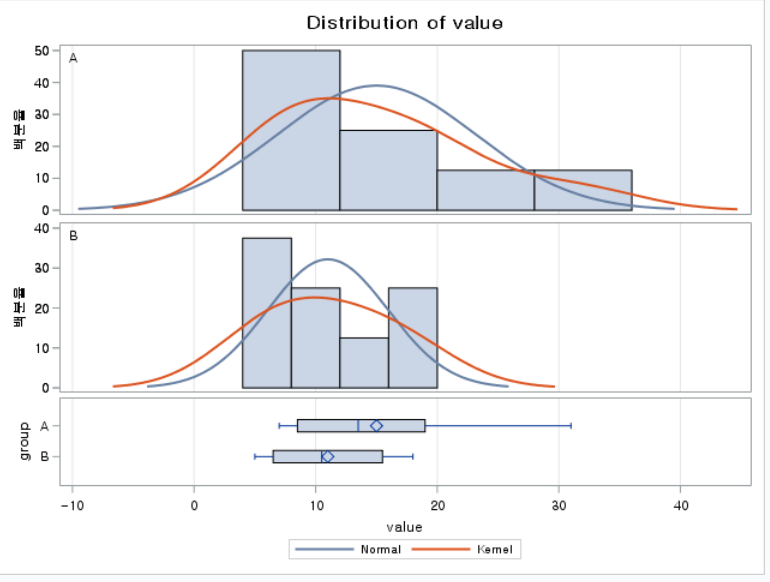 Distribution of value
A
백분율
50
40
30
20
10
0
B
백분율
40
30
20
10
0
group
A
B
-10 0 10 20 30 40
value
Normal Kernel